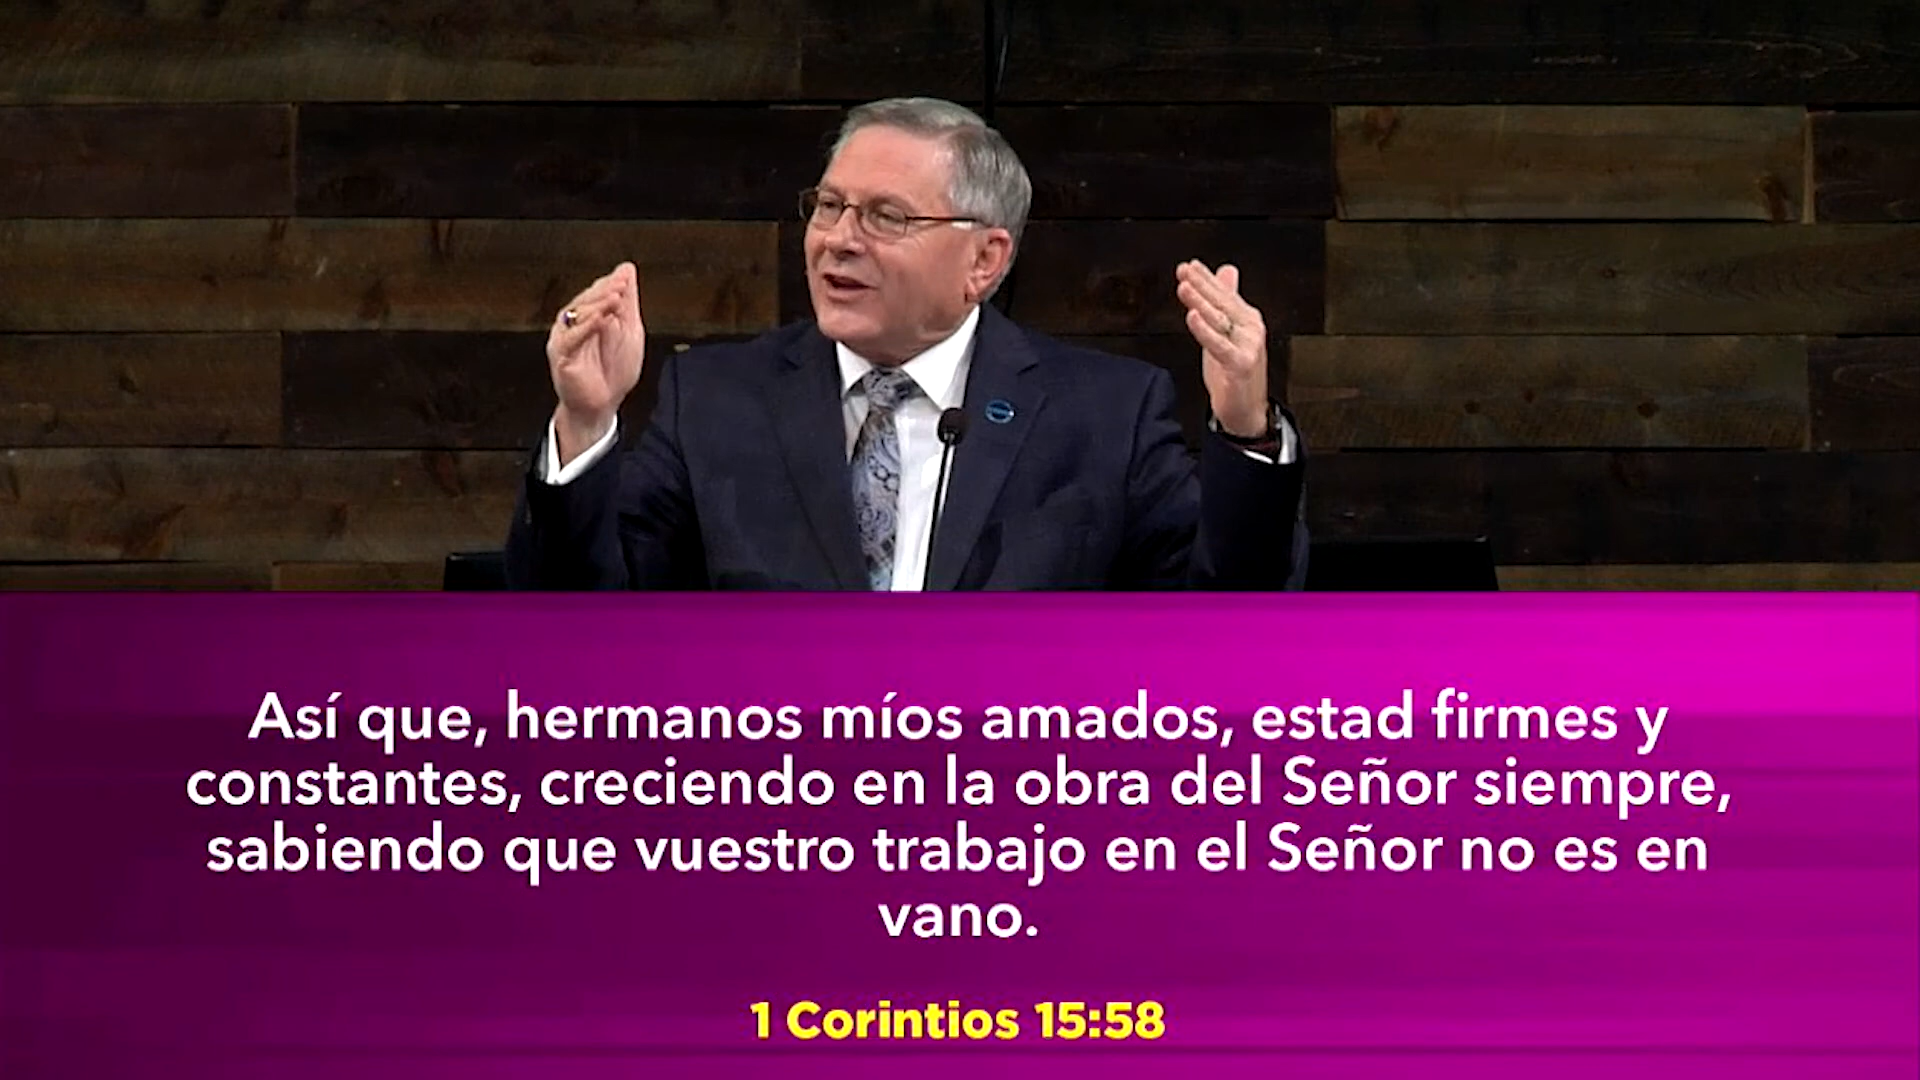 Así que, hermanos míos amados, estad firmes y
constantes, creciendo en la obra del Señor siempre,
sabiendo que vuestro trabajo en el Señor no es en
vano.
1 Corintios 15:58